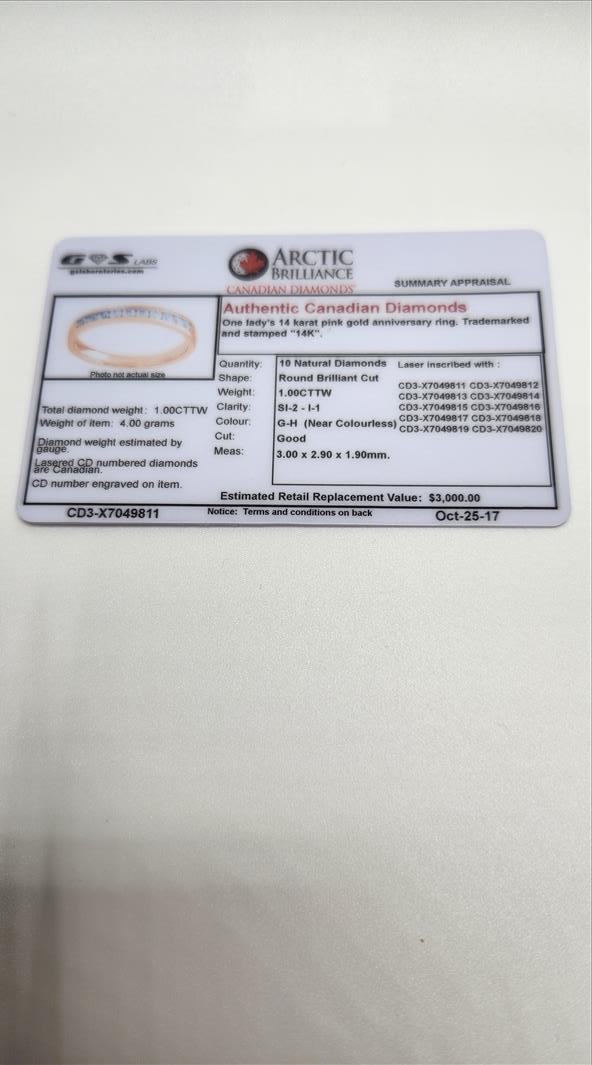 GS LABS
gslaboratories.com
ARCTIC
BRILLIANCE
CANADIAN DIAMONDS
SUMMARY APPRAISAL
Authentic Canadian Diamonds
One lady's 14 karat pink gold anniversary ring. Trademarked
and stamped "14K".
Photo not actual size
Total diamond weight: 1.00CTTW
Weight of item: 4.00 grams
Diamond weight estimated by
gauge.
Lasered CD numbered diamonds
are Canadian.
CD number engraved on item.
Quantity: 10 Natural Diamonds
Shape: Round Brilliant Cut
Weight: 1.00CTTW
Clarity: SI-2 - I-1
Colour: G-H (Near Colourless)
Cut: Good
Meas: 3.00 x 2.90 x 1.90mm.
Laser inscribed with :
CD3-X7049811 CD3-X7049812
CD3-X7049813 CD3-X7049814
CD3-X7049815 CD3-X7049816
CD3-X7049817 CD3-X7049818
CD3-X7049819 CD3-X7049820
Estimated Retail Replacement Value: $3,000.00
CD3-X7049811
Notice: Terms and conditions on back
Oct-25-17